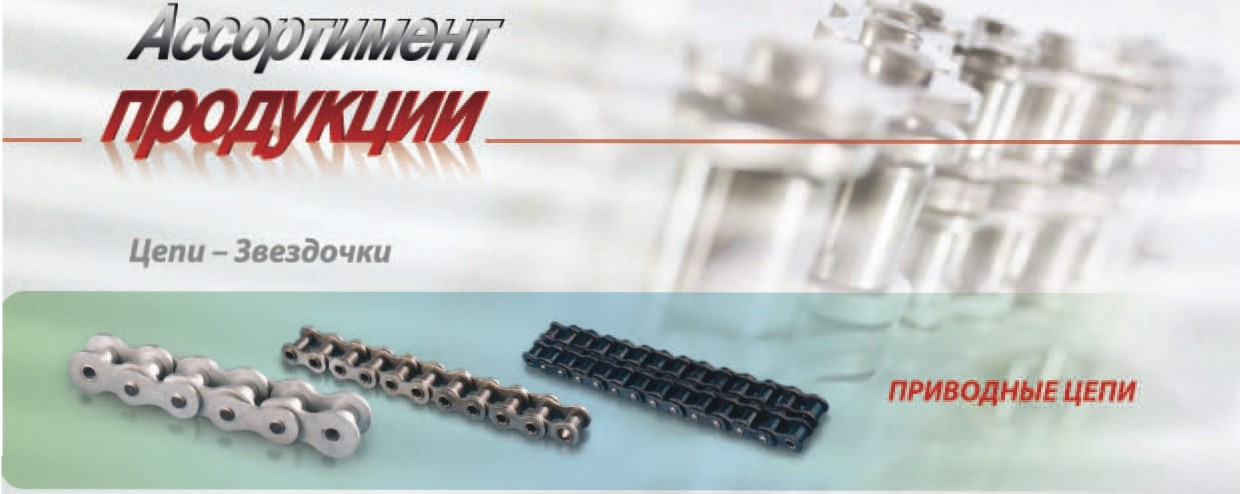 Ассортимент
продукции
Цепи – Звездочки
ПРИВОДНЫЕ ЦЕПИ